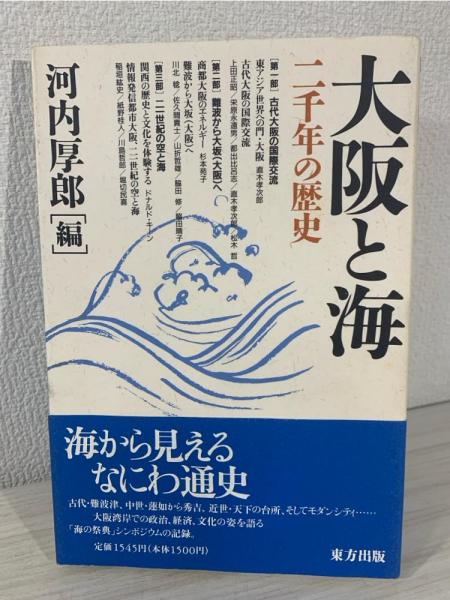 大阪と海
二千年の歴史
[第一部] 古代大阪の国際交流
東アジア世界への門・大阪 直木孝次郎
古代大阪の国際交流
上田正昭/栄原永遠男/都出比呂志/直木孝次郎/松木 哲
[第二部] 難波から大坂(大阪)へ
商都大阪のエネルギー 杉本苑子
難波から大坂(大阪)へ
川北 稔/佐久間貴士/山折哲雄/脇田 修/脇田晴子
[第三部] 二一世紀の空と海
関西の歴史と文化を体験する ドナルド・キーン
情報発信都市大阪、二一世紀の空と海
稲垣紘史/紙野桂人/川島哲郎/堀切民喜
河内厚郎[編]
海から見える
なにわ通史
古代・難波津、中世・蓮如から秀吉、近世・天下の台所、そしてモダンシティ……
大阪湾岸での政治、経済、文化の姿を語る
「海の祭典」シンポジウムの記録。
定価1545円(本体1500円)
東方出版